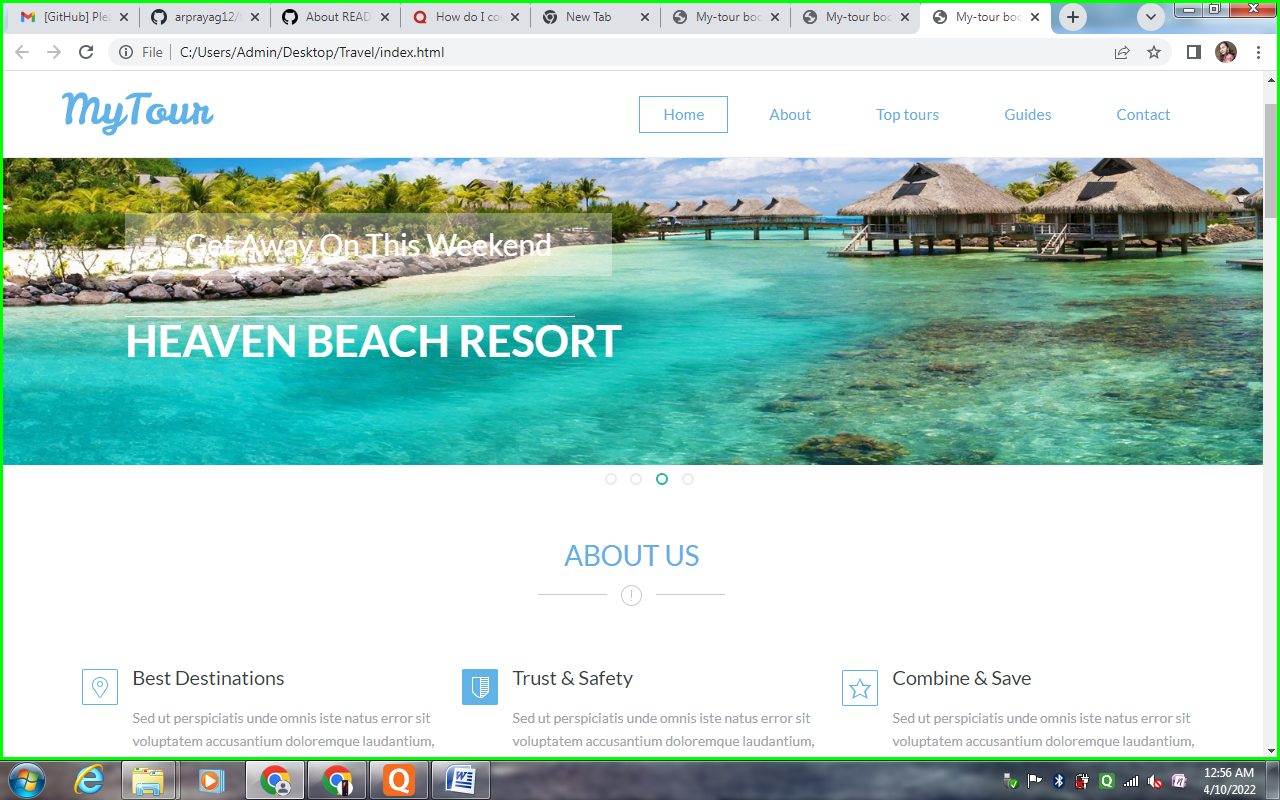 [GitHub] Ple
arprayag12/
About READ
How do I co
New Tab
My-tour boo
My-tour boo
My-tour boo
File C:/Users/Admin/Desktop/Travel/index.html
MyTour
Home About Top tours Guides Contact
Get Away On This Weekend
HEAVEN BEACH RESORT
ABOUT US
Best Destinations
Sed ut perspiciatis unde omnis iste natus error sit
voluptatem accusantium doloremque laudantium,
Trust & Safety
Sed ut perspiciatis unde omnis iste natus error sit
voluptatem accusantium doloremque laudantium,
Combine & Save
Sed ut perspiciatis unde omnis iste natus error sit
voluptatem accusantium doloremque laudantium,
12:56 AM
4/10/2022